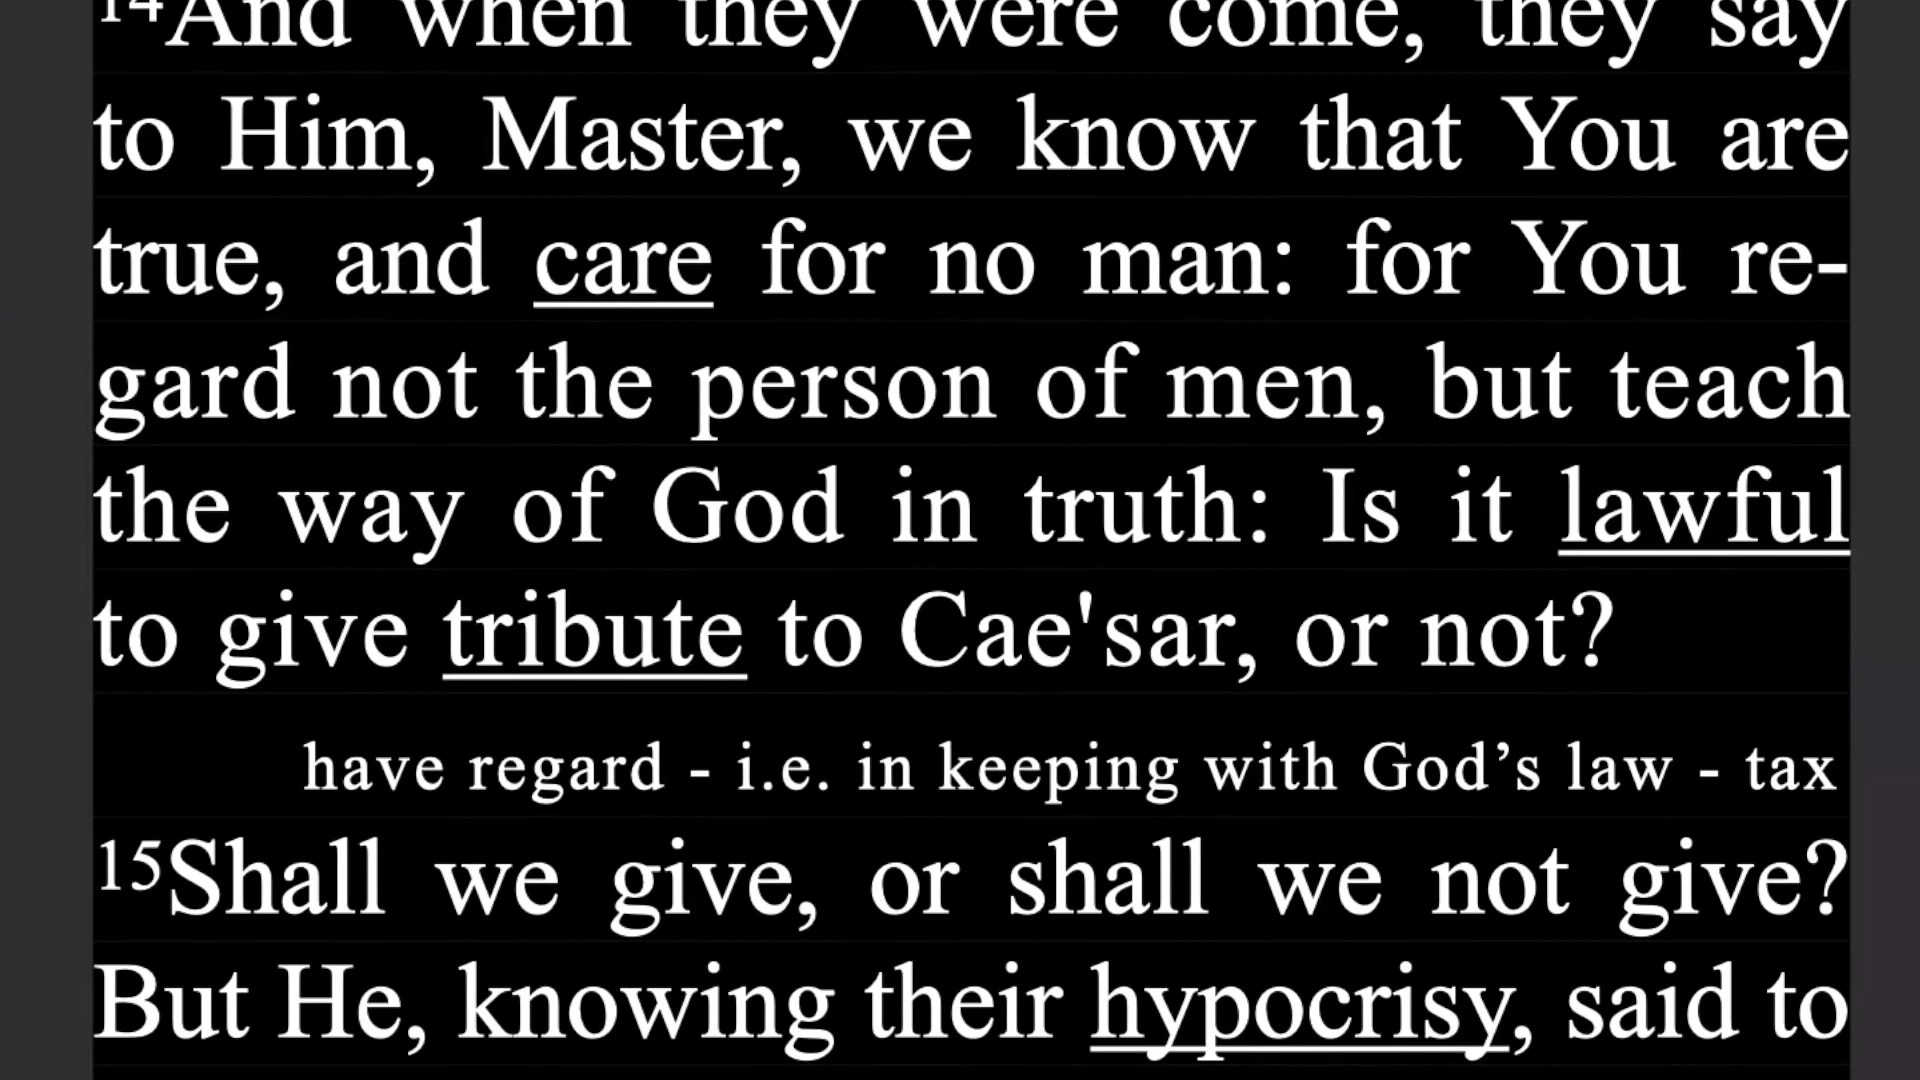 14And when they were come, they say
to Him, Master, we know that You are
true, and care for no man: for You re-
gard not the person of men, but teach
the way of God in truth: Is it lawful
to give tribute to Cae'sar, or not?
have regard - i.e. in keeping with God’s law - tax
15Shall we give, or shall we not give?
But He, knowing their hypocrisy, said to